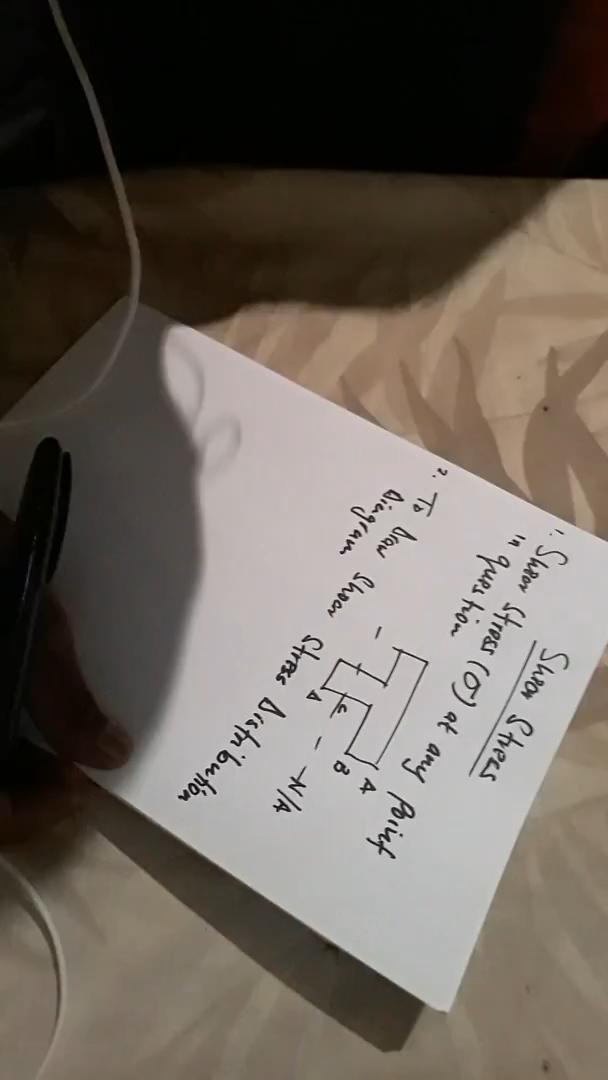 Shear Stress
1. Shear Stress (σ) at any Point
in question
A
B
C
- - N/A
D
2. To draw Shear Stress Distribution
diagram